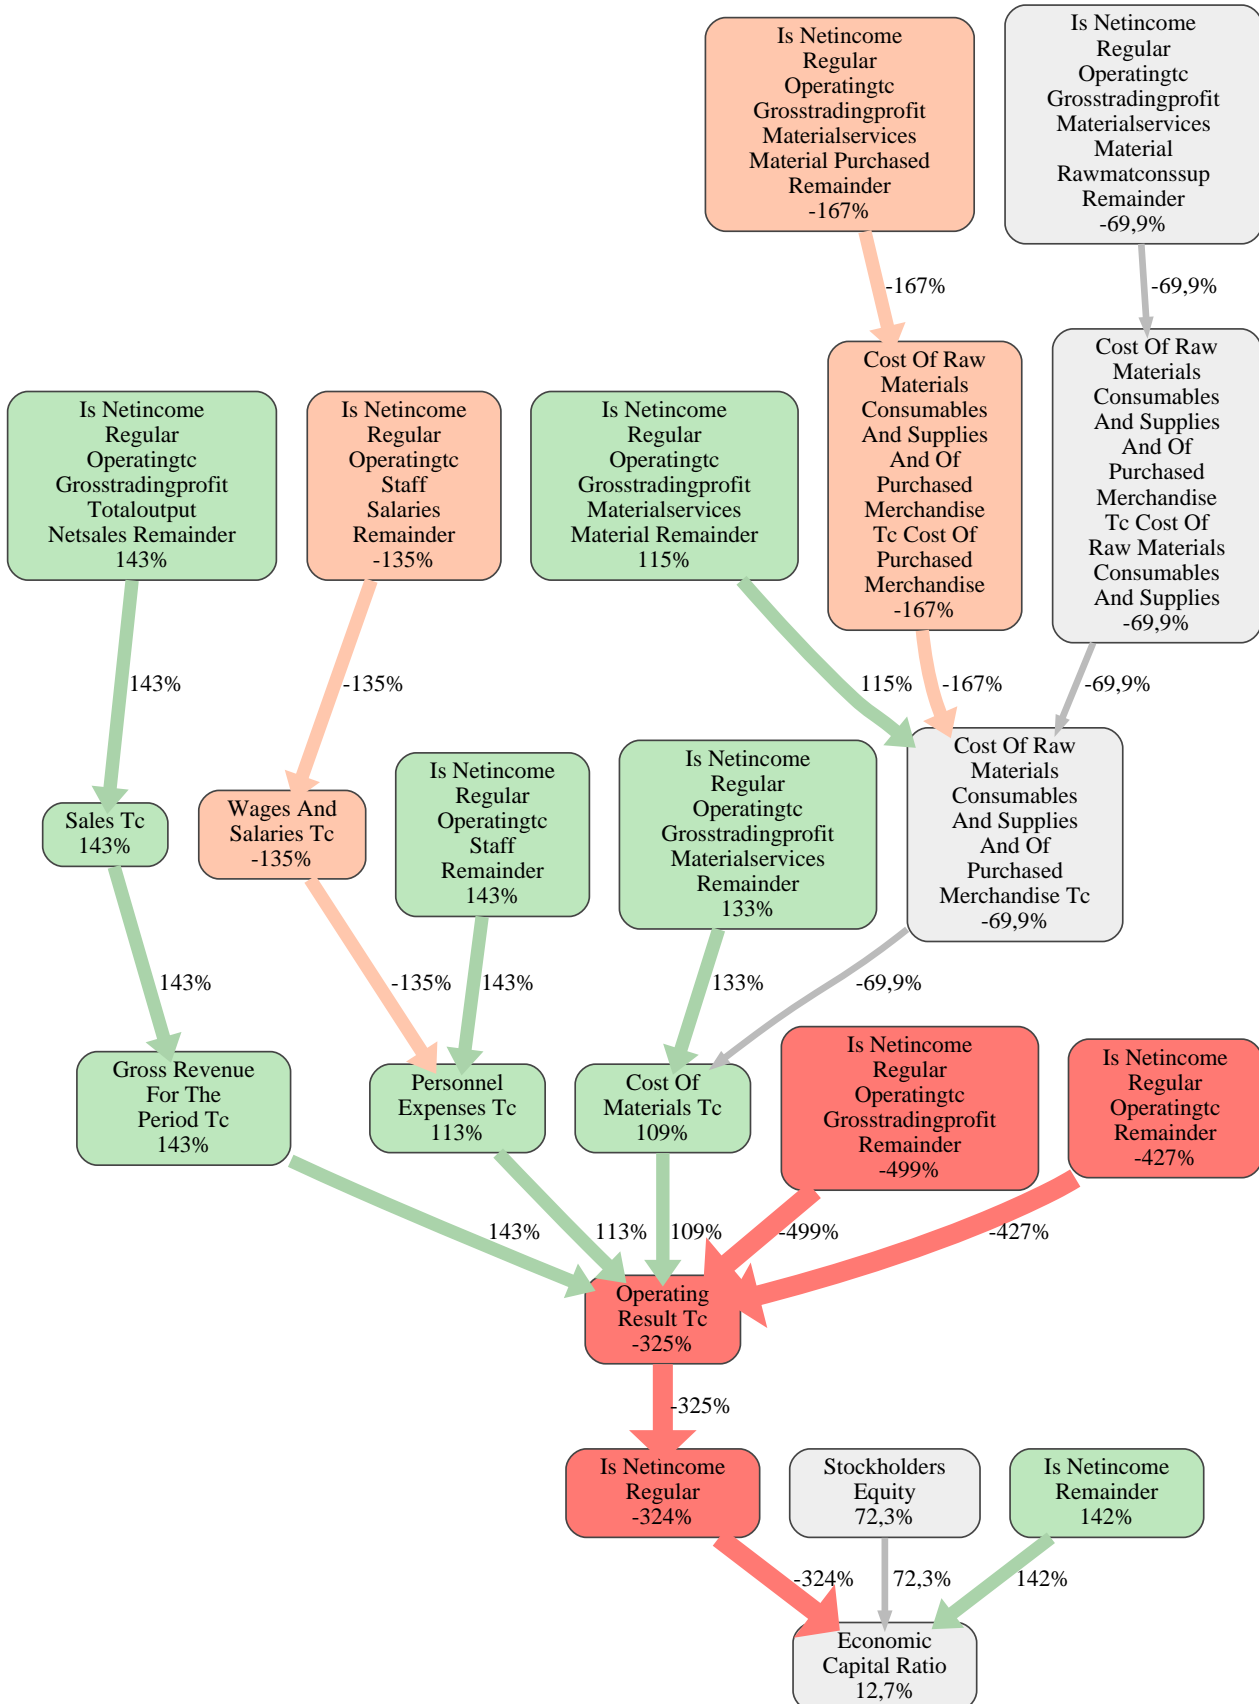 Is Netincome
Regular
Operatingtc
Grosstradingprofit
Materialservices
Material Purchased
Remainder
-167%
Is Netincome
Regular
Operatingtc
Grosstradingprofit
Materialservices
Material
Rawmatconssup
Remainder
-69,9%
-167%
-69,9%
Is Netincome
Regular
Operatingtc
Grosstradingprofit
Totaloutput
Netsales Remainder
143%
Is Netincome
Regular
Operatingtc
Staff
Salaries
Remainder
-135%
Is Netincome
Regular
Operatingtc
Grosstradingprofit
Materialservices
Material Remainder
115%
Cost Of Raw
Materials
Consumables
And Supplies
And Of
Purchased
Merchandise
Tc Cost Of
Purchased
Merchandise
-167%
Cost Of Raw
Materials
Consumables
And Supplies
And Of
Purchased
Merchandise
Tc Cost Of
Raw Materials
Consumables
And Supplies
-69,9%
143%
-135%
115%
-167%
-69,9%
Sales Tc
143%
Wages And
Salaries Tc
-135%
Is Netincome
Regular
Operatingtc
Staff
Remainder
143%
Is Netincome
Regular
Operatingtc
Grosstradingprofit
Materialservices
Remainder
133%
Cost Of Raw
Materials
Consumables
And Supplies
And Of
Purchased
Merchandise Tc
-69,9%
143%
-135%
143%
133%
-69,9%
Gross Revenue
For The
Period Tc
143%
Personnel
Expenses Tc
113%
Cost Of
Materials Tc
109%
Is Netincome
Regular
Operatingtc
Grosstradingprofit
Remainder
-499%
Is Netincome
Regular
Operatingtc
Remainder
-427%
143%
113%
109%
-499%
-427%
Operating
Result Tc
-325%
-325%
Is Netincome
Regular
-324%
Stockholders
Equity
72,3%
Is Netincome
Remainder
142%
-324%
72,3%
142%
Economic
Capital Ratio
12,7%